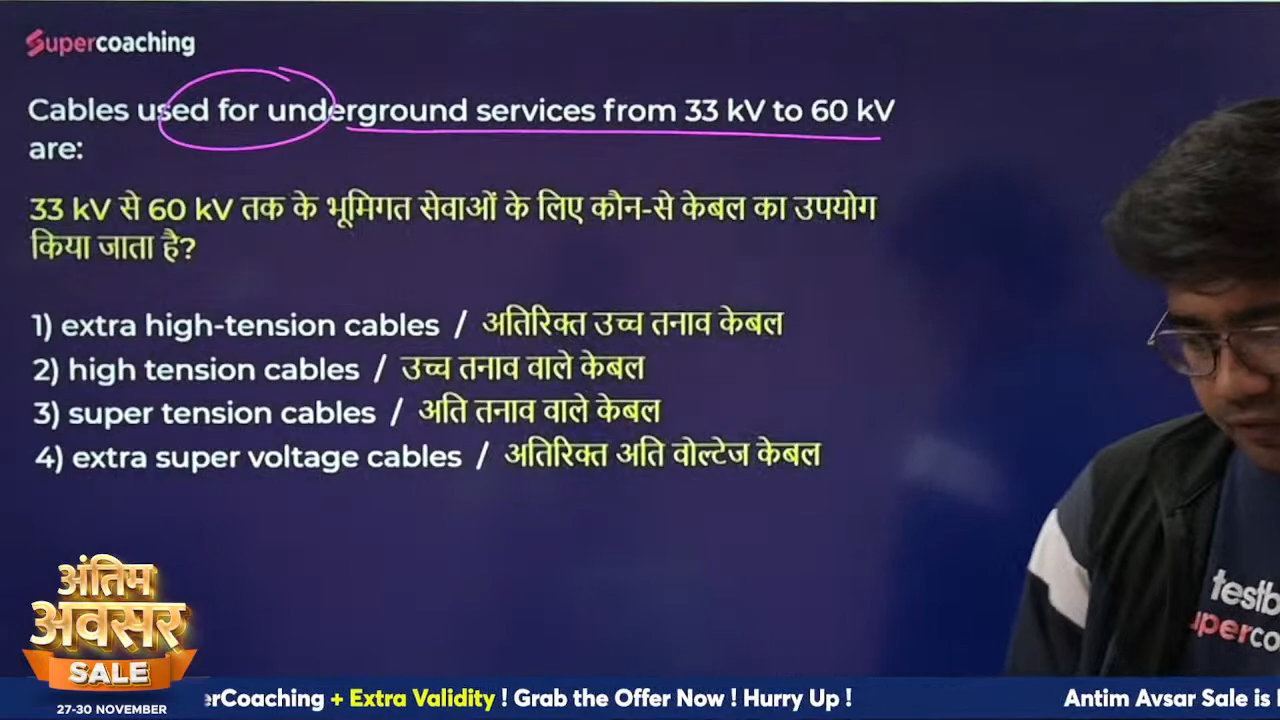 Supercoaching
Cables used for underground services from 33 kV to 60 kV
are:
33 kV से 60 kV तक के भूमिगत सेवाओं के लिए कौन-से केबल का उपयोग
किया जाता है?
1) extra high-tension cables / अतिरिक्त उच्च तनाव केबल
2) high tension cables / उच्च तनाव वाले केबल
3) super tension cables / अति तनाव वाले केबल
4) extra super voltage cables / अतिरिक्त अति वोल्टेज केबल
testb
uperco
अंतिम
अवसर
SALE
27-30 NOVEMBER
erCoaching + Extra Validity ! Grab the Offer Now ! Hurry Up !
Antim Avsar Sale is